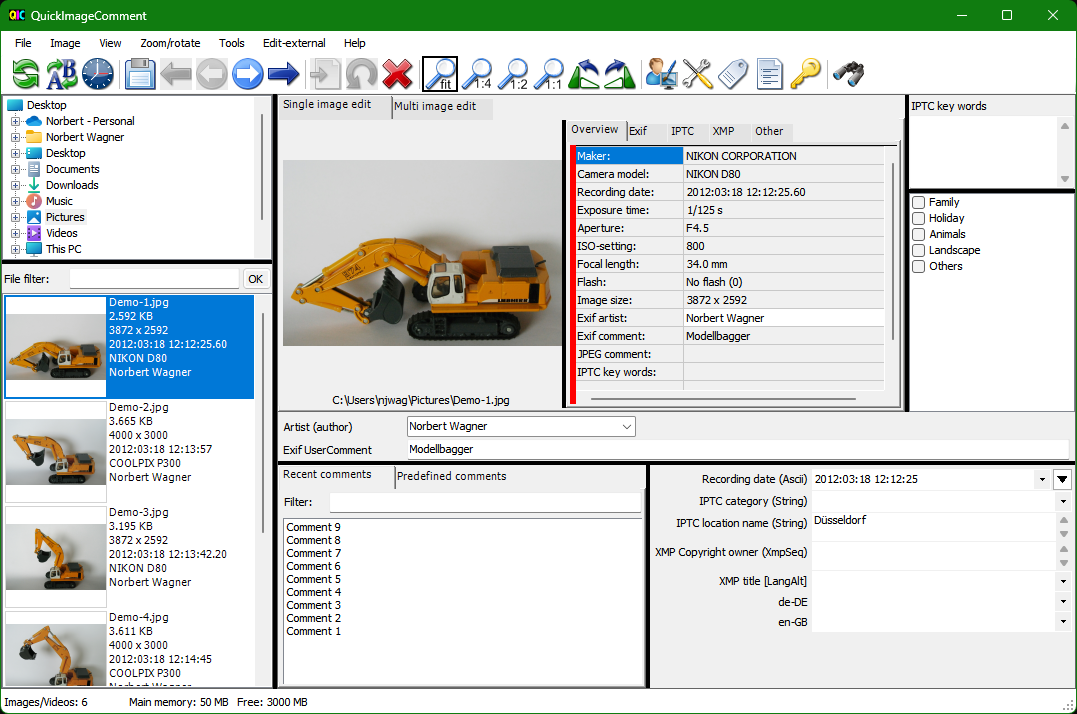 QIC QuickImageComment
File Image View Zoom/rotate Tools Edit-external Help
A B fit 1:4 1:2 1:1
Desktop
Norbert - Personal
Norbert Wagner
Desktop
Documents
Downloads
Music
Pictures
Videos
This PC
File filter: OK
Demo-1.jpg
2.592 KB
3872 x 2592
2012:03:18 12:12:25.60
NIKON D80
Norbert Wagner
Demo-2.jpg
3.665 KB
4000 x 3000
2012:03:18 12:13:57
COOLPIX P300
Norbert Wagner
Demo-3.jpg
3.195 KB
3872 x 2592
2012:03:18 12:13:42.20
NIKON D80
Norbert Wagner
Demo-4.jpg
3.611 KB
4000 x 3000
2012:03:18 12:14:45
COOLPIX P300
Norbert Wagner
Single image edit Multi image edit
LIEBHERR
C:\Users\njwag\Pictures\Demo-1.jpg
Overview Exif IPTC XMP Other
Maker: NIKON CORPORATION
Camera model: NIKON D80
Recording date: 2012:03:18 12:12:25.60
Exposure time: 1/125 s
Aperture: F4.5
ISO-setting: 800
Focal length: 34.0 mm
Flash: No flash (0)
Image size: 3872 x 2592
Exif artist: Norbert Wagner
Exif comment: Modellbagger
JPEG comment:
IPTC key words:
IPTC key words
Family
Holiday
Animals
Landscape
Others
Artist (author) Norbert Wagner
Exif UserComment Modellbagger
Recent comments Predefined comments
Filter:
Comment 9
Comment 8
Comment 7
Comment 6
Comment 5
Comment 4
Comment 3
Comment 2
Comment 1
Recording date (Ascii) 2012:03:18 12:12:25
IPTC category (String)
IPTC location name (String) Düsseldorf
XMP Copyright owner (XmpSeq)
XMP title [LangAlt]
de-DE
en-GB
Images/Videos: 6 Main memory: 50 MB Free: 3000 MB